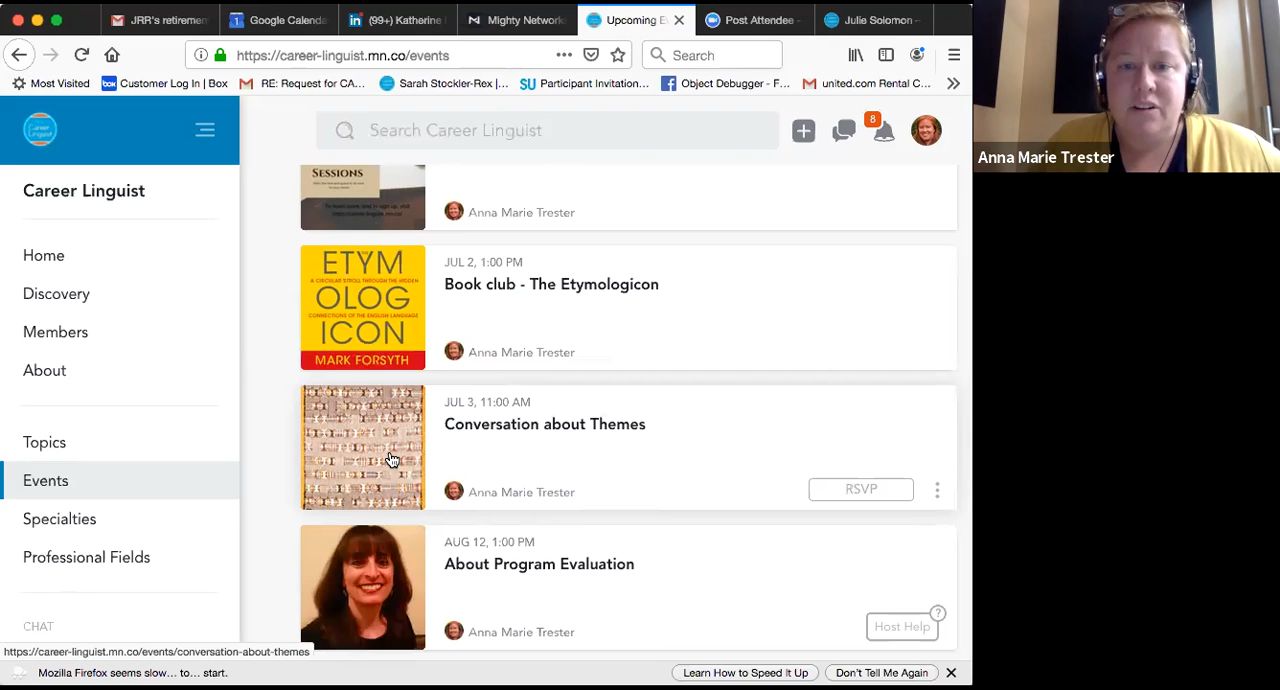 JRR's retirem
Google Calenda
(99+) Katherine
Mighty Network
Upcoming E
Post Attendee -
Julie Solomon -
https://career-linguist.mn.co/events
Search
Most Visited
box Customer Log In | Box
RE: Request for CA...
Sarah Stockier-Rex |...
SU Participant Invitation...
Object Debugger - F...
united.com Rental C...
Career Linguist
Search Career Linguist
8
Anna Marie Trester
Career Linguist
Home
Discovery
Members
About
Topics
Events
Specialties
Professional Fields
CHAT
SESSIONS
Anna Marie Trester
ETYM
OLOG
ICON
MARK FORSYTH
JUL 2, 1:00 PM
Book club - The Etymologicon
Anna Marie Trester
JUL 3, 11:00 AM
Conversation about Themes
Anna Marie Trester
RSVP
AUG 12, 1:00 PM
About Program Evaluation
Anna Marie Trester
Host Help
?
https://career-linguist.mn.co/events/conversation-about-themes
Mozilla Firefox seems slow... to... start.
Learn How to Speed It Up
Don't Tell Me Again